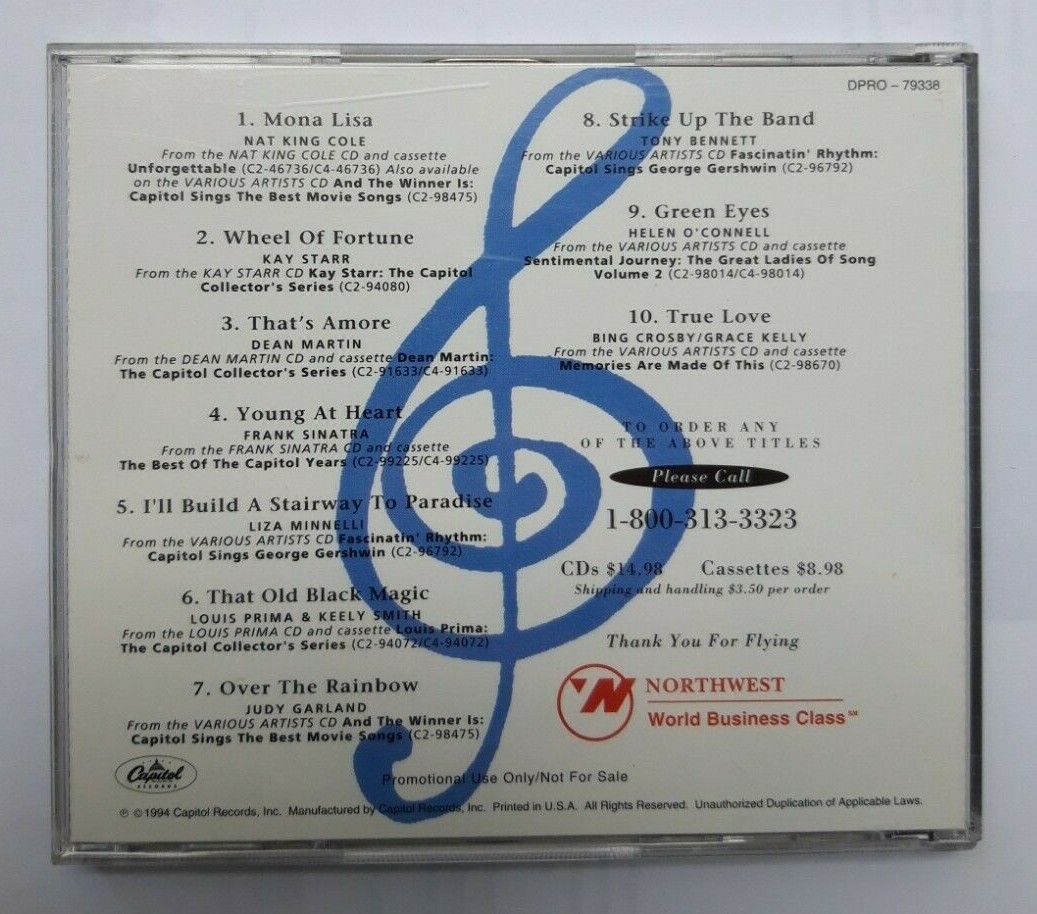 DPRO – 79338
1. Mona Lisa
NAT KING COLE
From the NAT KING COLE CD and cassette
Unforgettable (C2-46736/C4-46736) Also available
on the VARIOUS ARTISTS CD And The Winner Is:
Capitol Sings The Best Movie Songs (C2-98475)
2. Wheel Of Fortune
KAY STARR
From the KAY STARR CD Kay Starr: The Capitol
Collector's Series (C2-94080)
3. That's Amore
DEAN MARTIN
From the DEAN MARTIN CD and cassette Dean Martin:
The Capitol Collector's Series (C2-91633/C4-91633)
4. Young At Heart
FRANK SINATRA
From the FRANK SINATRA CD and cassette
The Best Of The Capitol Years (C2-99225/C4-99225)
5. I'll Build A Stairway To Paradise
LIZA MINNELLI
From the VARIOUS ARTISTS CD Fascinatin' Rhythm:
Capitol Sings George Gershwin (C2-96792)
6. That Old Black Magic
LOUIS PRIMA & KEELY SMITH
From the LOUIS PRIMA CD and cassette Louis Prima:
The Capitol Collector's Series (C2-94072/C4-94072)
7. Over The Rainbow
JUDY GARLAND
From the VARIOUS ARTISTS CD And The Winner Is:
Capitol Sings The Best Movie Songs (C2-98475)
8. Strike Up The Band
TONY BENNETT
From the VARIOUS ARTISTS CD Fascinatin' Rhythm:
Capitol Sings George Gershwin (C2-96792)
9. Green Eyes
HELEN O'CONNELL
From the VARIOUS ARTISTS CD and cassette
Sentimental Journey: The Great Ladies Of Song
Volume 2 (C2-98014/C4-98014)
10. True Love
BING CROSBY/GRACE KELLY
From the VARIOUS ARTISTS CD and cassette
Memories Are Made Of This (C2-98670)
TO ORDER ANY
OF THE ABOVE TITLES
Please Call
1-800-313-3323
CDs $14.98 Cassettes $8.98
Shipping and handling $3.50 per order
Thank You For Flying
NORTHWEST
World Business Class℠
Capitol
RECORDS
Promotional Use Only/Not For Sale
℗ © 1994 Capitol Records, Inc. Manufactured by Capitol Records, Inc. Printed in U.S.A. All Rights Reserved. Unauthorized Duplication of Applicable Laws.